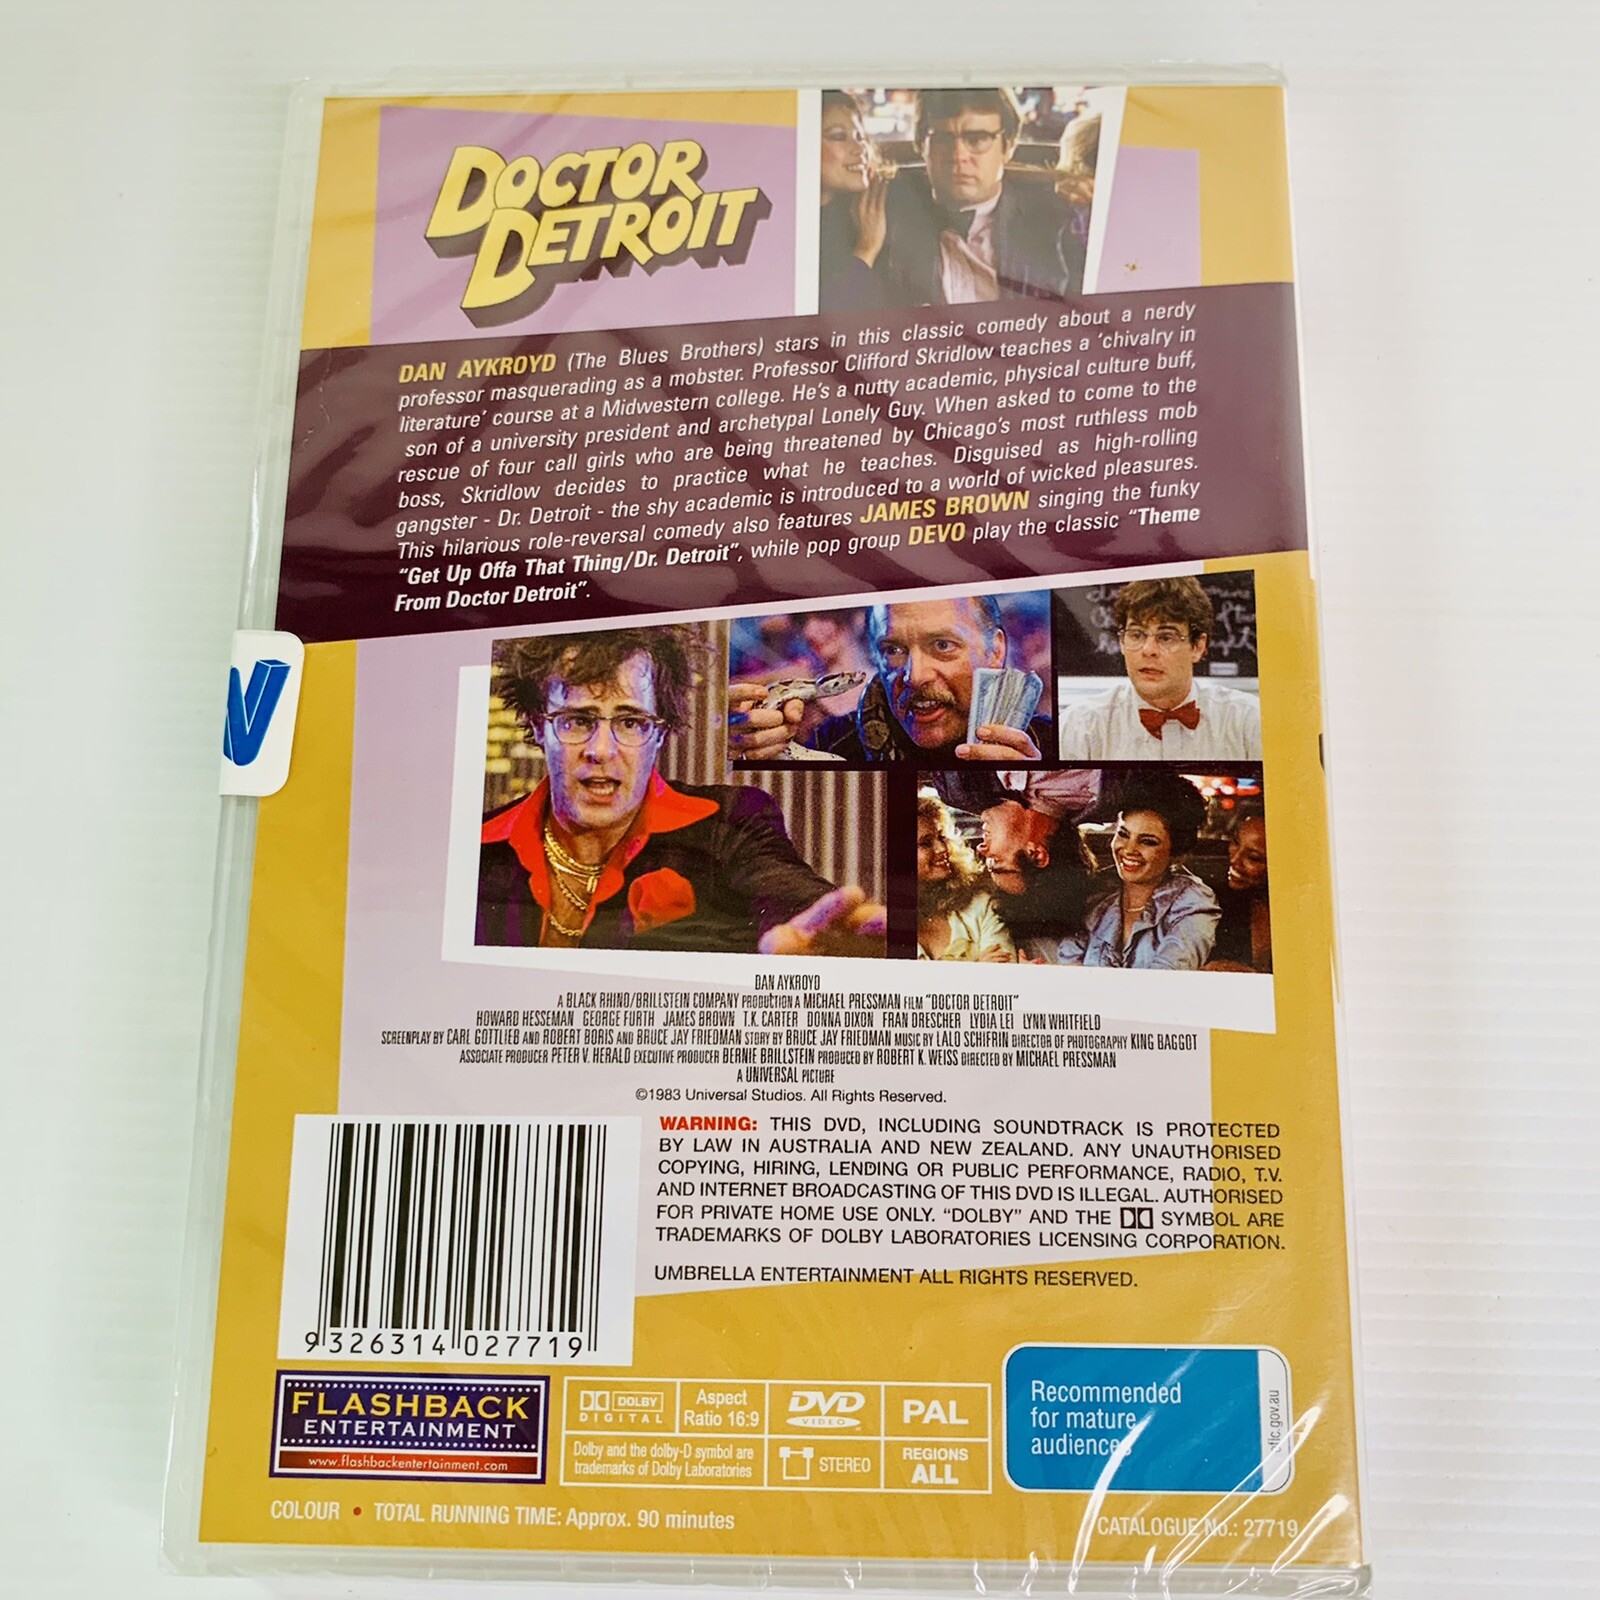 DOCTOR
DETROIT
DAN AYKROYD (The Blues Brothers) stars in this classic comedy about a nerdy
professor masquerading as a mobster. Professor Clifford Skridlow teaches a ‘chivalry in
literature’ course at a Midwestern college. He’s a nutty academic, physical culture buff,
son of a university president and archetypal Lonely Guy. When asked to come to the
rescue of four call girls who are being threatened by Chicago’s most ruthless mob
boss, Skridlow decides to practice what he teaches. Disguised as high-rolling
gangster - Dr. Detroit - the shy academic is introduced to a world of wicked pleasures.
This hilarious role-reversal comedy also features JAMES BROWN singing the funky
“Get Up Offa That Thing/Dr. Detroit”, while pop group DEVO play the classic “Theme
From Doctor Detroit”.
DAN AYKROYD
A BLACK RHINO/BRILLSTEIN COMPANY PRODUCTION A MICHAEL PRESSMAN FILM “DOCTOR DETROIT”
HOWARD HESSEMAN GEORGE FURTH JAMES BROWN T.K. CARTER DONNA DIXON FRAN DRESCHER LYDIA LEI LYNN WHITFIELD
SCREENPLAY BY CARL GOTTLIEB AND ROBERT BORIS AND BRUCE JAY FRIEDMAN STORY BY BRUCE JAY FRIEDMAN MUSIC BY LALO SCHIFRIN DIRECTOR OF PHOTOGRAPHY KING BAGGOT
ASSOCIATE PRODUCER PETER V. HERALD EXECUTIVE PRODUCER BERNIE BRILLSTEIN PRODUCED BY ROBERT K. WEISS DIRECTED BY MICHAEL PRESSMAN
A UNIVERSAL PICTURE
©1983 Universal Studios. All Rights Reserved.
WARNING: THIS DVD, INCLUDING SOUNDTRACK IS PROTECTED
BY LAW IN AUSTRALIA AND NEW ZEALAND. ANY UNAUTHORISED
COPYING, HIRING, LENDING OR PUBLIC PERFORMANCE, RADIO, T.V.
AND INTERNET BROADCASTING OF THIS DVD IS ILLEGAL. AUTHORISED
FOR PRIVATE HOME USE ONLY. “DOLBY” AND THE SYMBOL ARE
TRADEMARKS OF DOLBY LABORATORIES LICENSING CORPORATION.
UMBRELLA ENTERTAINMENT ALL RIGHTS RESERVED.
9 326314 027719
FLASHBACK
ENTERTAINMENT
www.flashbackentertainment.com
DOLBY
DIGITAL
Aspect
Ratio 16:9
DVD
VIDEO
PAL
Dolby and the dolby-D symbol are
trademarks of Dolby Laboratories
STEREO
REGIONS
ALL
Recommended
for mature
audiences
COLOUR • TOTAL RUNNING TIME: Approx. 90 minutes
CATALOGUE No.: 27719